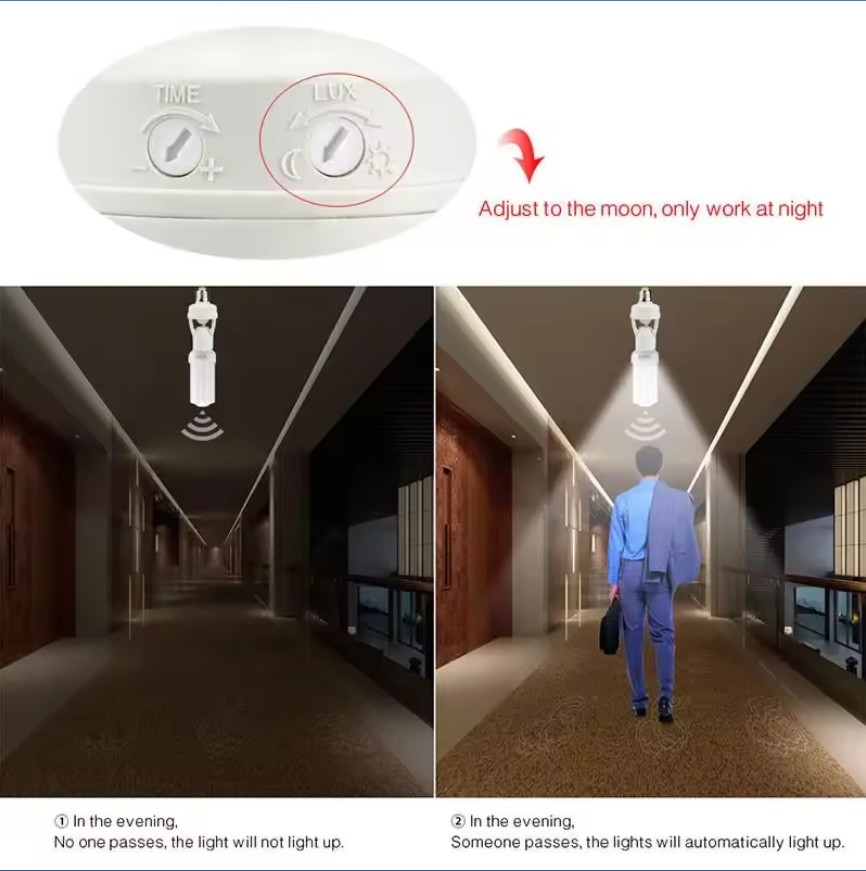 TIME LUX
- +
Adjust to the moon, only work at night
① In the evening,
No one passes, the light will not light up.
② In the evening,
Someone passes, the lights will automatically light up.